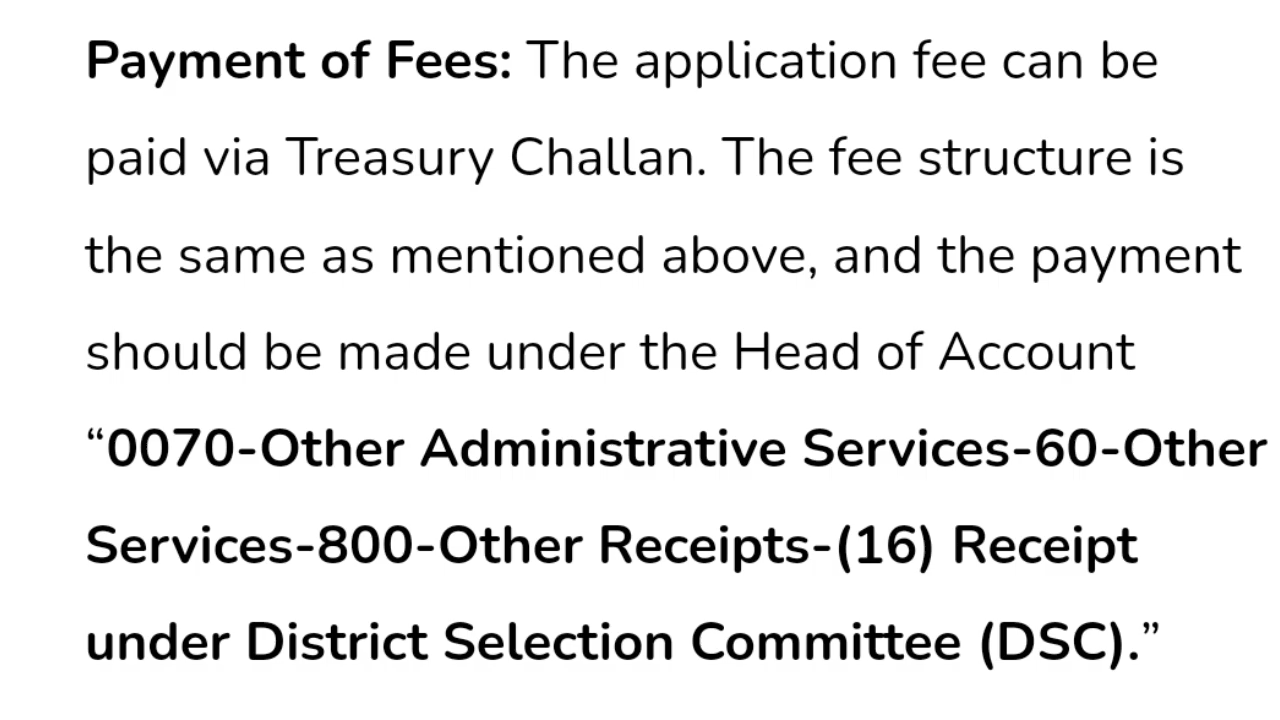 Payment of Fees: The application fee can be
paid via Treasury Challan. The fee structure is
the same as mentioned above, and the payment
should be made under the Head of Account
“0070-Other Administrative Services-60-Other
Services-800-Other Receipts-(16) Receipt
under District Selection Committee (DSC).”